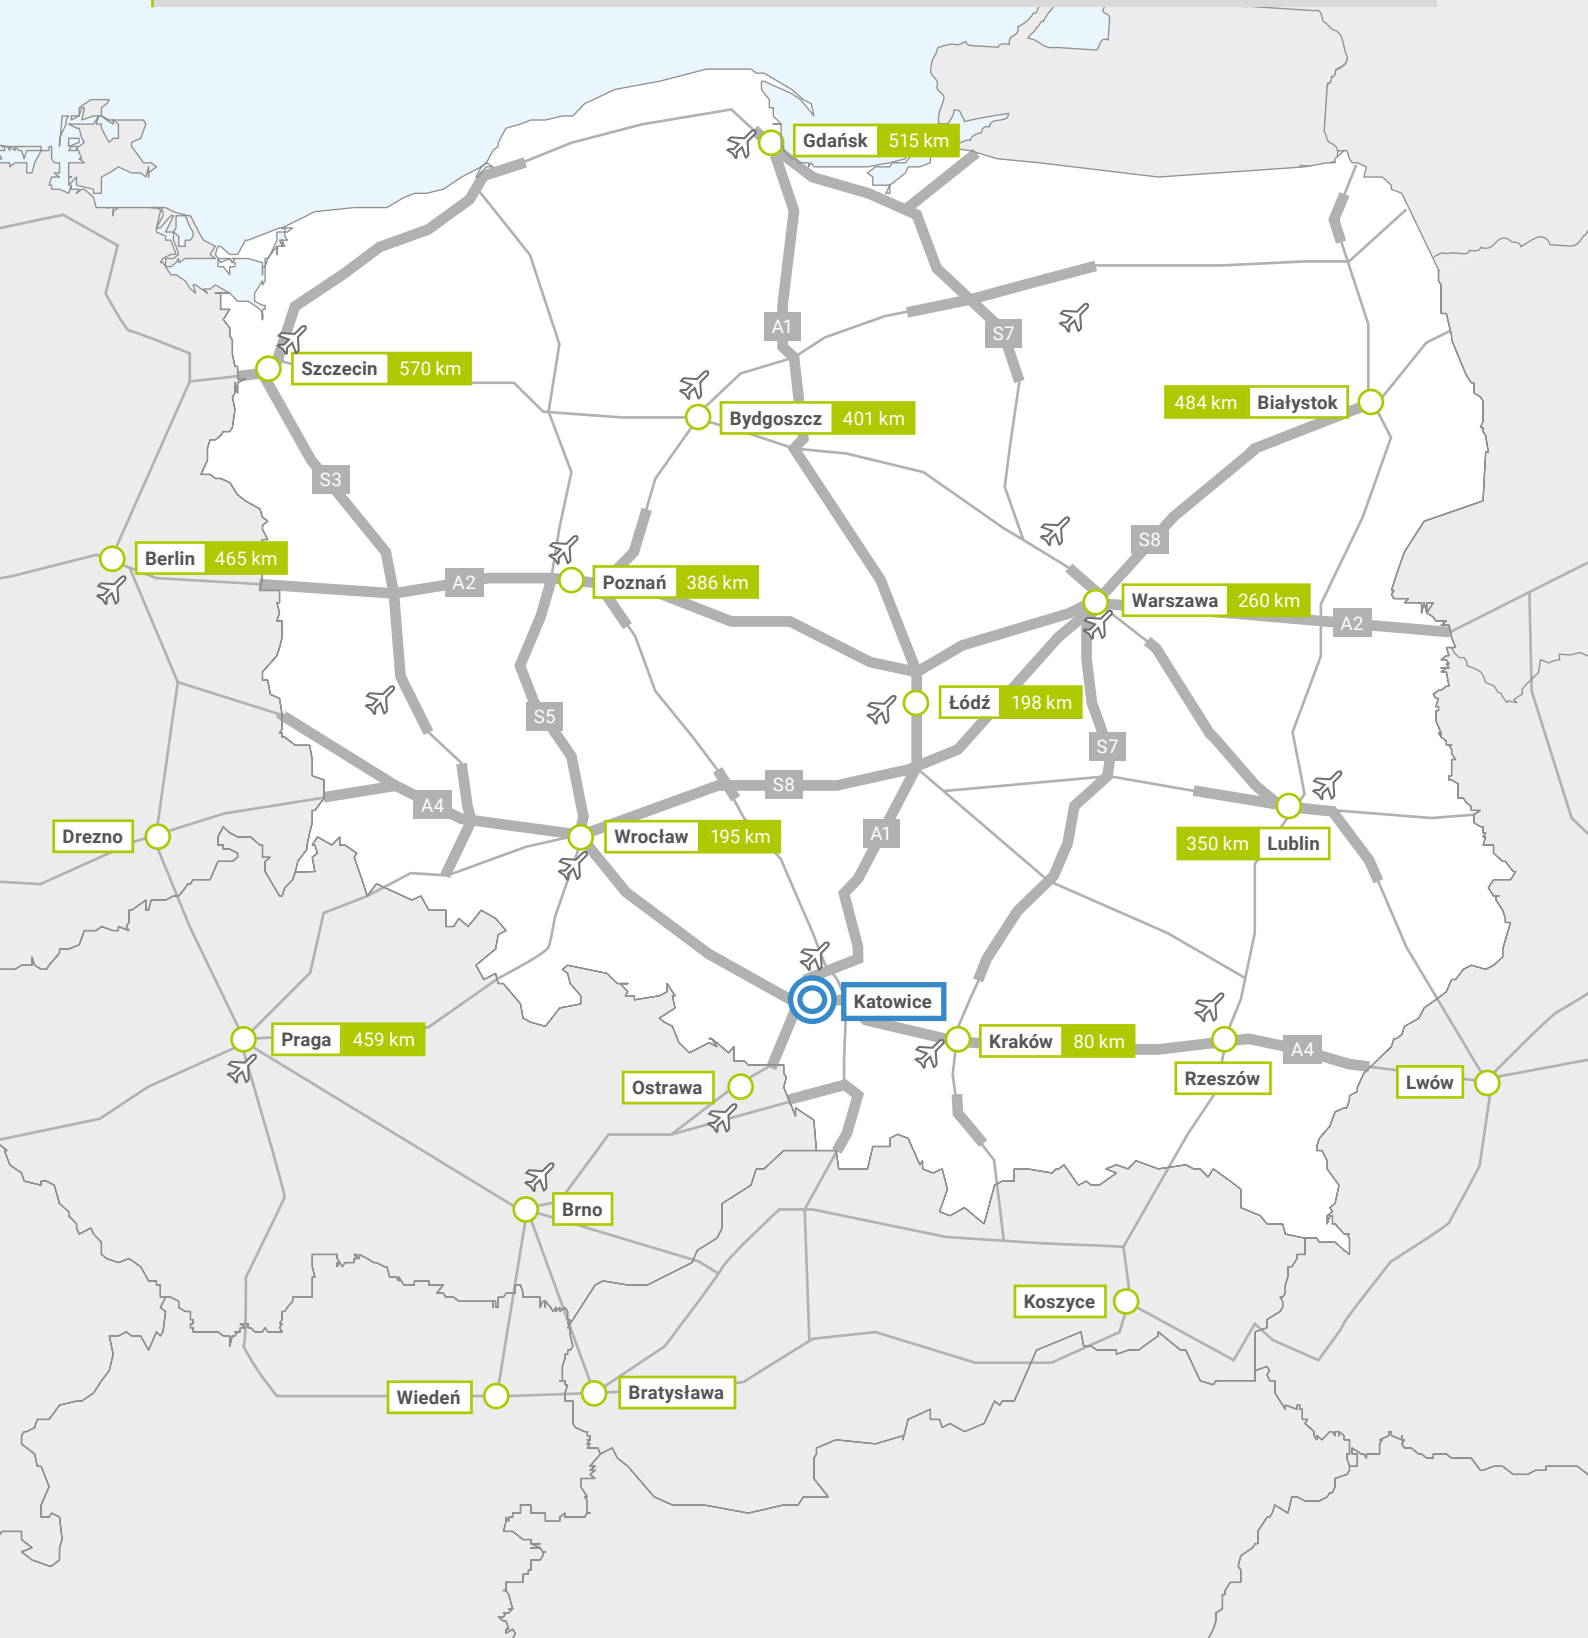 Gdańsk 515 km
A1
S7
Szczecin 570 km
484 km Białystok
Bydgoszcz 401 km
S3
S8
Berlin 465 km
A2
Poznań 386 km
Warszawa 260 km
A2
Łódź 198 km
S5
S7
S8
A4
A1
Drezno
Wrocław 195 km
350 km Lublin
Katowice
Praga 459 km
Kraków 80 km
A4
Rzeszów
Lwów
Ostrawa
Brno
Koszyce
Wiedeń
Bratysława